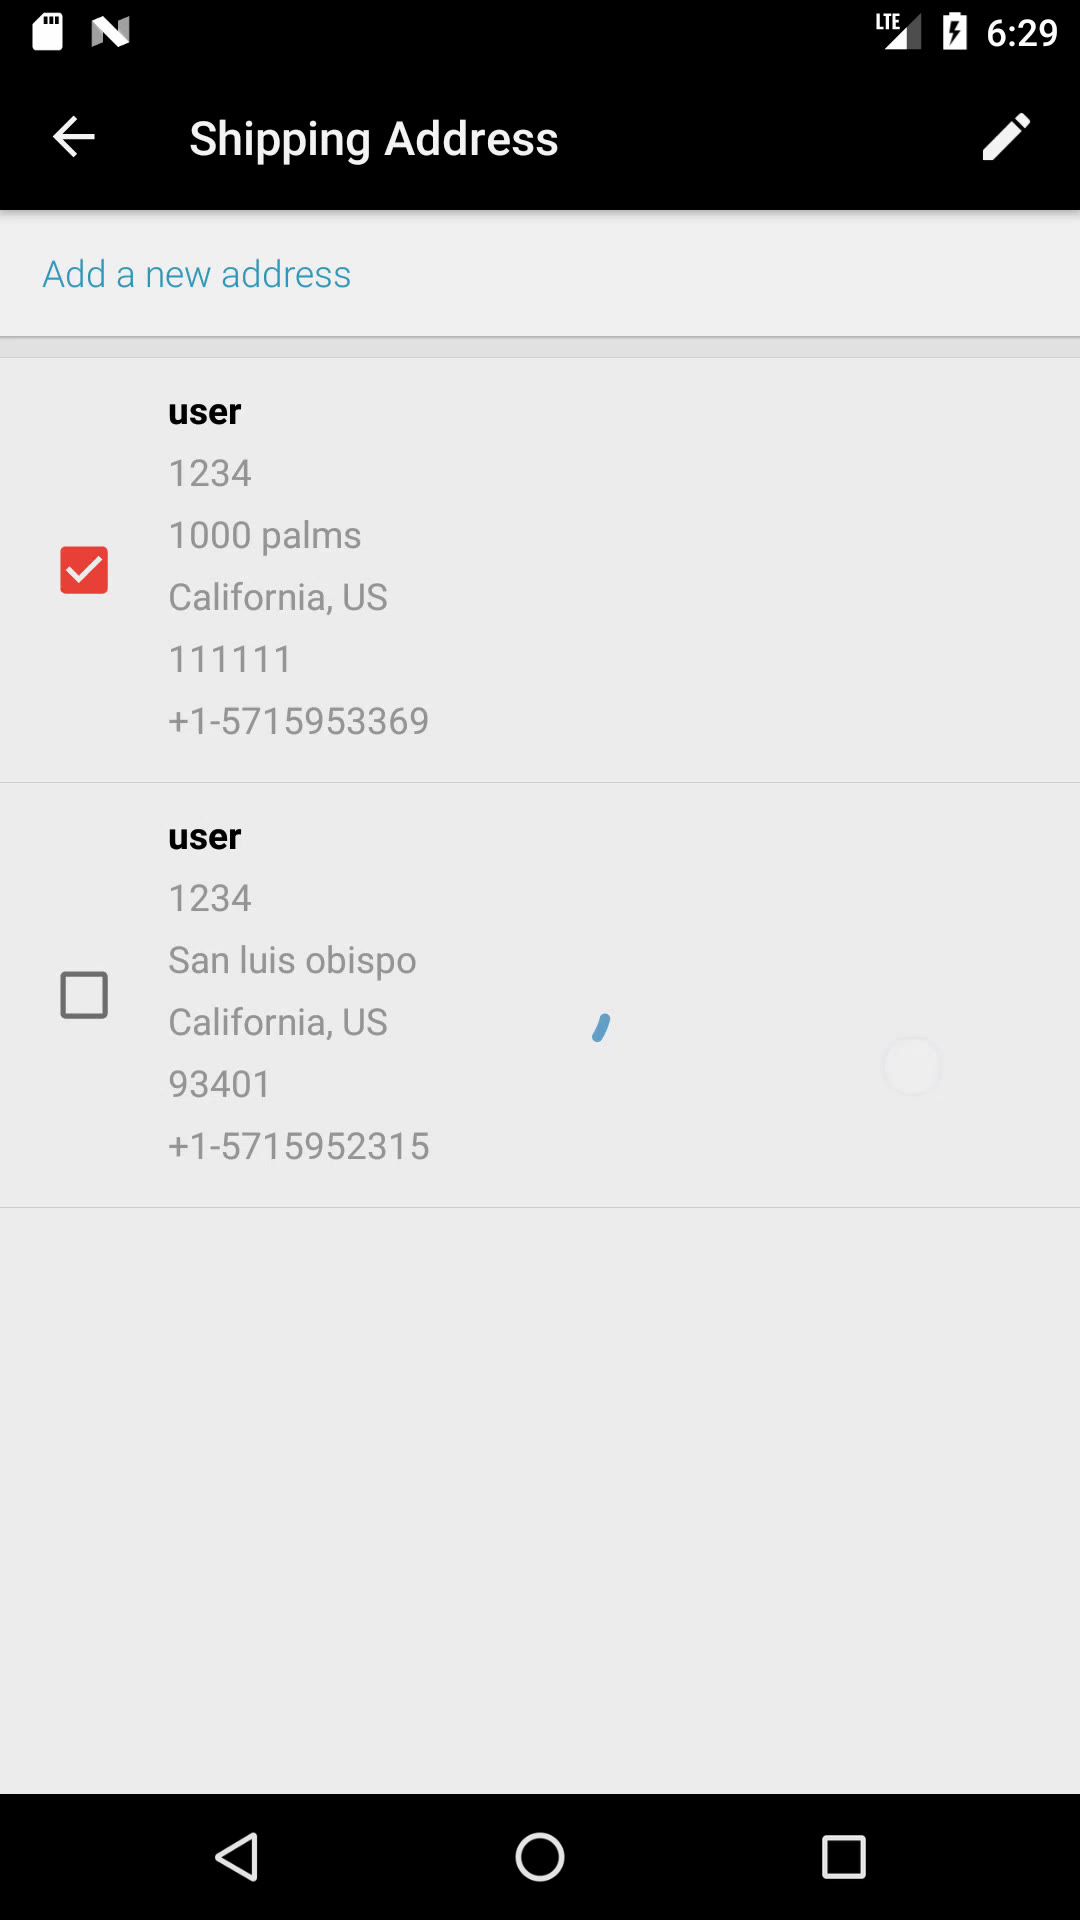 LTE 6:29
Shipping Address
Add a new address
user
1234
1000 palms
California, US
111111
+1-5715953369
user
1234
San luis obispo
California, US
93401
+1-5715952315